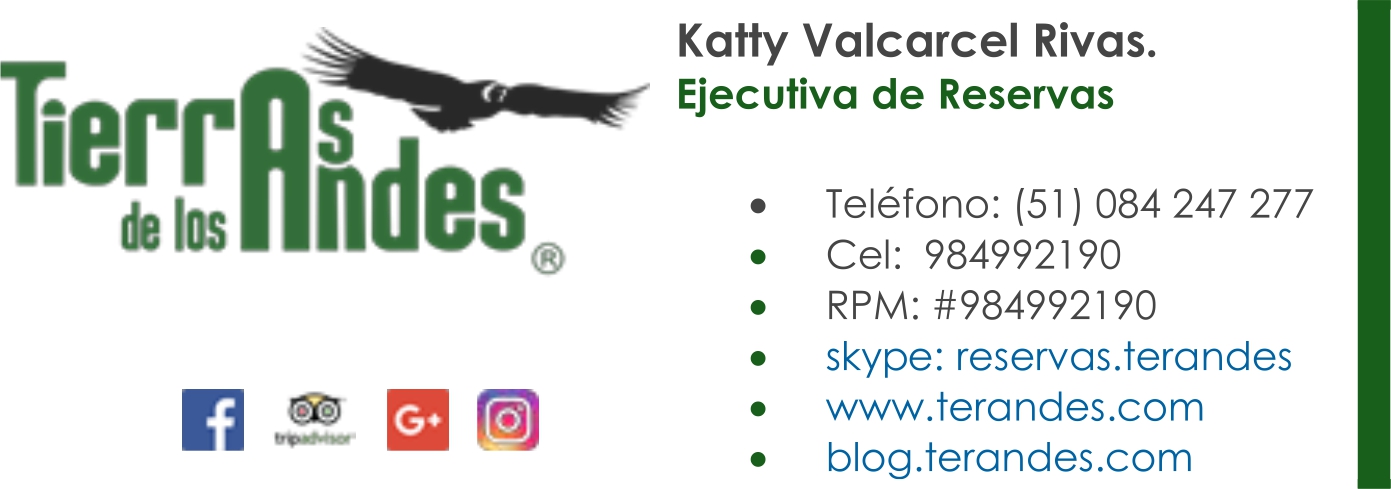 Tierras
de los Andes
®
tripadvisor
G+
Katty Valcarcel Rivas.
Ejecutiva de Reservas
• Teléfono: (51) 084 247 277
• Cel:  984992190
• RPM: #984992190
• skype: reservas.terandes
• www.terandes.com
• blog.terandes.com